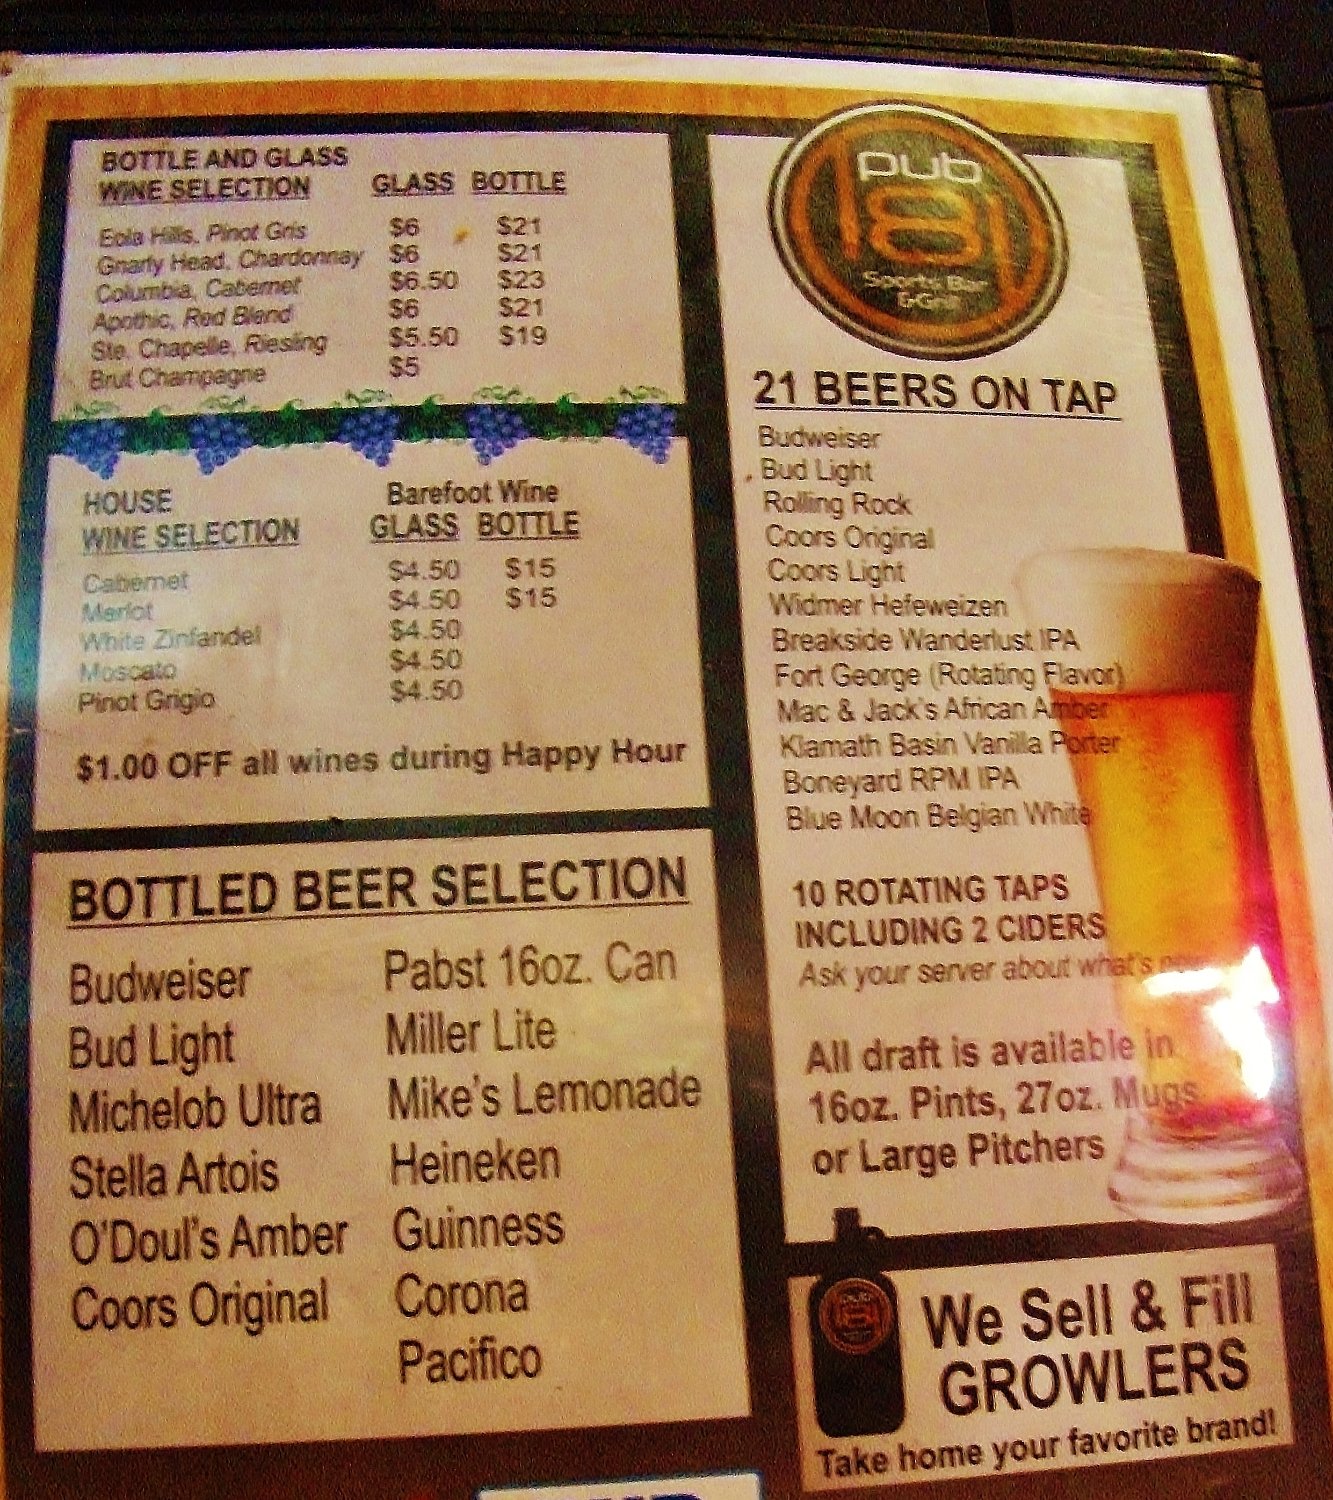 BOTTLE AND GLASS
WINE SELECTION GLASS BOTTLE
Eola Hills, Pinot Gris $6 $21
Gnarly Head, Chardonnay $6 $21
Columbia, Cabernet $6.50 $23
Apothic, Red Blend $6 $21
Ste. Chapelle, Riesling $5.50 $19
Brut Champagne $5
HOUSE Barefoot Wine
WINE SELECTION GLASS BOTTLE
Cabernet $4.50 $15
Merlot $4.50 $15
White Zinfandel $4.50
Moscato $4.50
Pinot Grigio $4.50
$1.00 OFF all wines during Happy Hour
BOTTLED BEER SELECTION
Budweiser
Bud Light
Michelob Ultra
Stella Artois
O'Doul's Amber
Coors Original
Pabst 16oz. Can
Miller Lite
Mike's Lemonade
Heineken
Guinness
Corona
Pacifico
pub
181
Sports Bar
& Grill
21 BEERS ON TAP
Budweiser
Bud Light
Rolling Rock
Coors Original
Coors Light
Widmer Hefeweizen
Breakside Wanderlust IPA
Fort George (Rotating Flavor)
Mac & Jack's African Amber
Klamath Basin Vanilla Porter
Boneyard RPM IPA
Blue Moon Belgian White
10 ROTATING TAPS
INCLUDING 2 CIDERS
Ask your server about what's
All draft is available in
16oz. Pints, 27oz. Mugs
or Large Pitchers
pub
181
We Sell & Fill
GROWLERS
Take home your favorite brand!